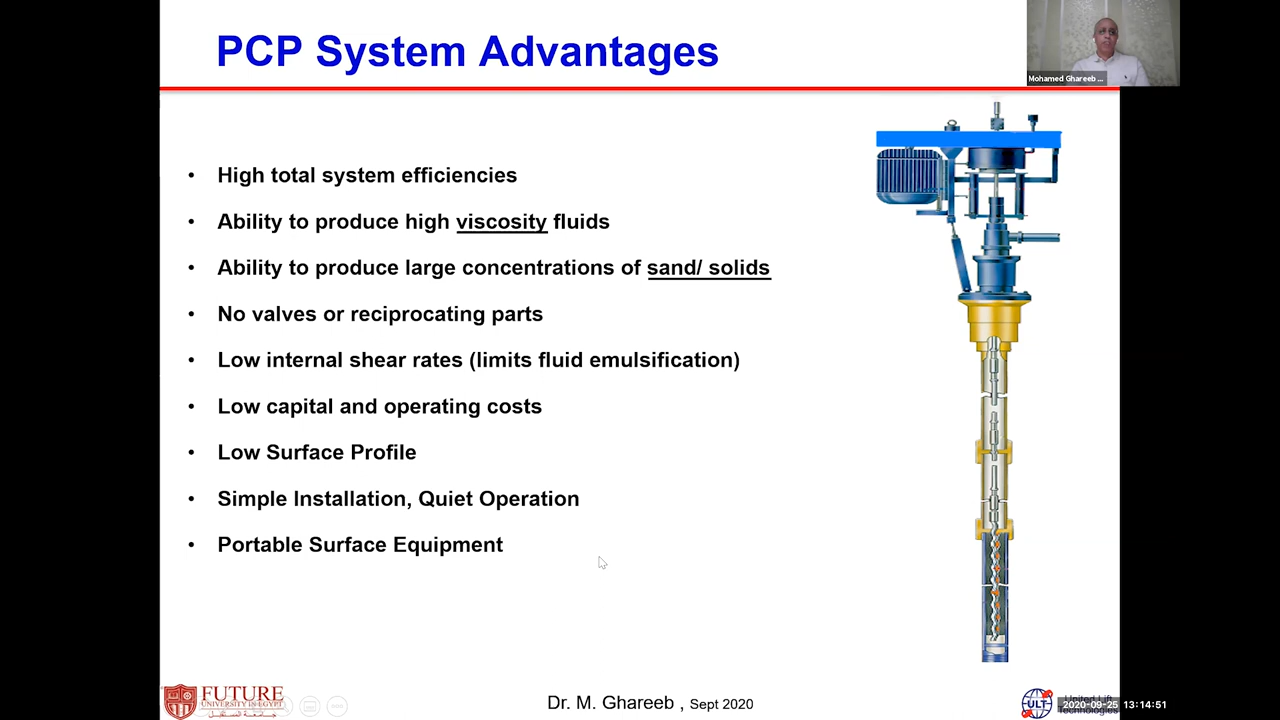 PCP System Advantages
Mohamed Ghareeb ...
• High total system efficiencies
• Ability to produce high viscosity fluids
• Ability to produce large concentrations of sand/ solids
• No valves or reciprocating parts
• Low internal shear rates (limits fluid emulsification)
• Low capital and operating costs
• Low Surface Profile
• Simple Installation, Quiet Operation
• Portable Surface Equipment
FUTURE
UNIVERSITY IN EGYPT
Dr. M. Ghareeb , Sept 2020
ULT
United Lift
Technologies
2020-09-25 13:14:51